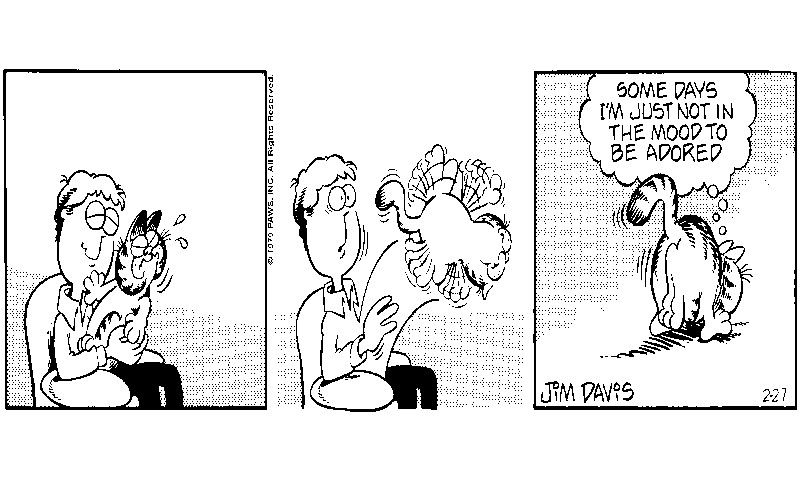 © 1979 PAWS, INC. All Rights Reserved.
SOME DAYS
I'M JUST NOT IN
THE MOOD TO
BE ADORED
JIM DAVIS
2-27